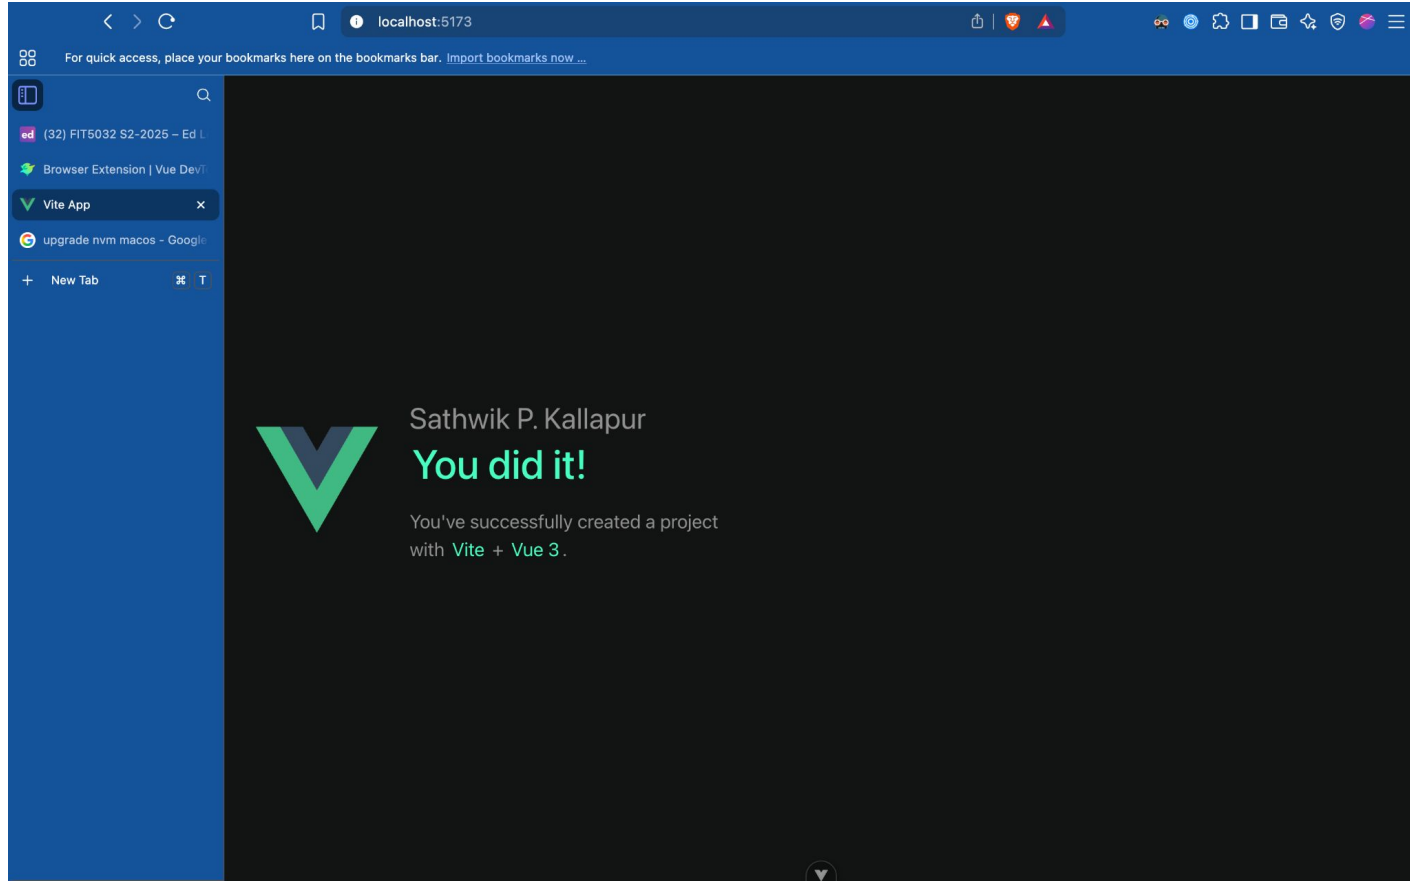 localhost:5173
For quick access, place your bookmarks here on the bookmarks bar. Import bookmarks now ...
ed (32) FIT5032 S2-2025 – Ed L
Browser Extension | Vue DevT
Vite App
upgrade nvm macos - Google
New Tab ⌘ T
Sathwik P. Kallapur
You did it!
You've successfully created a project
with Vite + Vue 3.